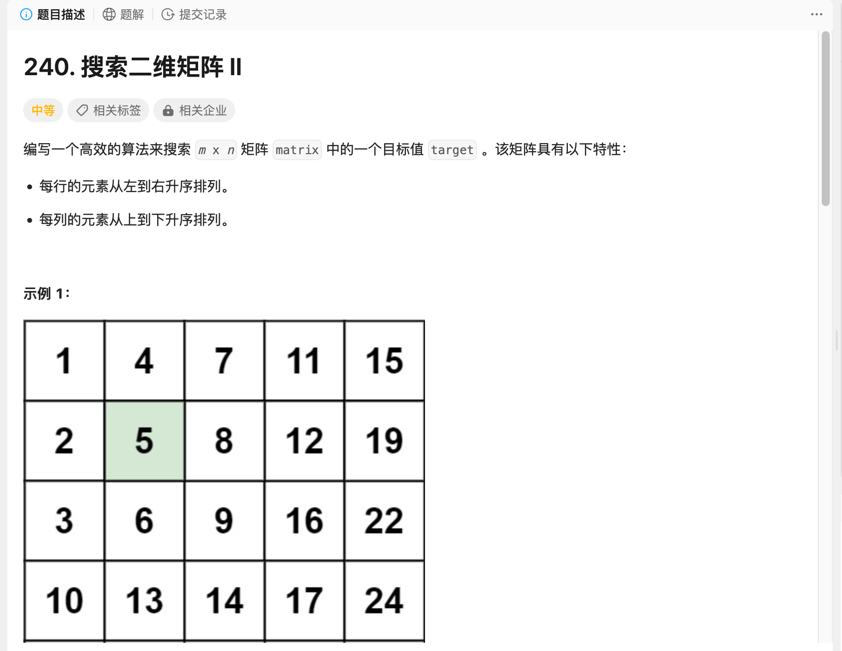 题目描述 题解 提交记录
240. 搜索二维矩阵 II
中等 相关标签 相关企业
编写一个高效的算法来搜索 m x n 矩阵 matrix 中的一个目标值 target 。该矩阵具有以下特性：
• 每行的元素从左到右升序排列。
• 每列的元素从上到下升序排列。
示例 1：
1 4 7 11 15
2 5 8 12 19
3 6 9 16 22
10 13 14 17 24